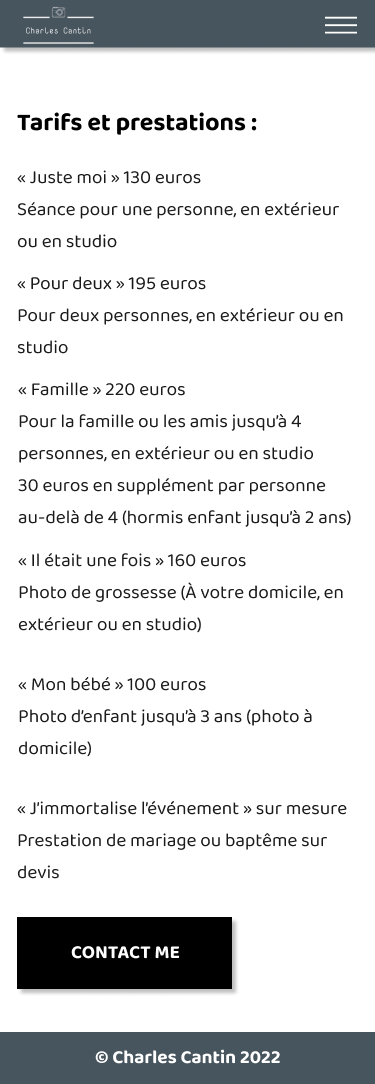 Charles Cantin
Tarifs et prestations :
« Juste moi » 130 euros
Séance pour une personne, en extérieur
ou en studio
« Pour deux » 195 euros
Pour deux personnes, en extérieur ou en
studio
« Famille » 220 euros
Pour la famille ou les amis jusqu’à 4
personnes, en extérieur ou en studio
30 euros en supplément par personne
au-delà de 4 (hormis enfant jusqu’à 2 ans)
« Il était une fois » 160 euros
Photo de grossesse (À votre domicile, en
extérieur ou en studio)
« Mon bébé » 100 euros
Photo d’enfant jusqu’à 3 ans (photo à
domicile)
« J’immortalise l’événement » sur mesure
Prestation de mariage ou baptême sur
devis
CONTACT ME
© Charles Cantin 2022